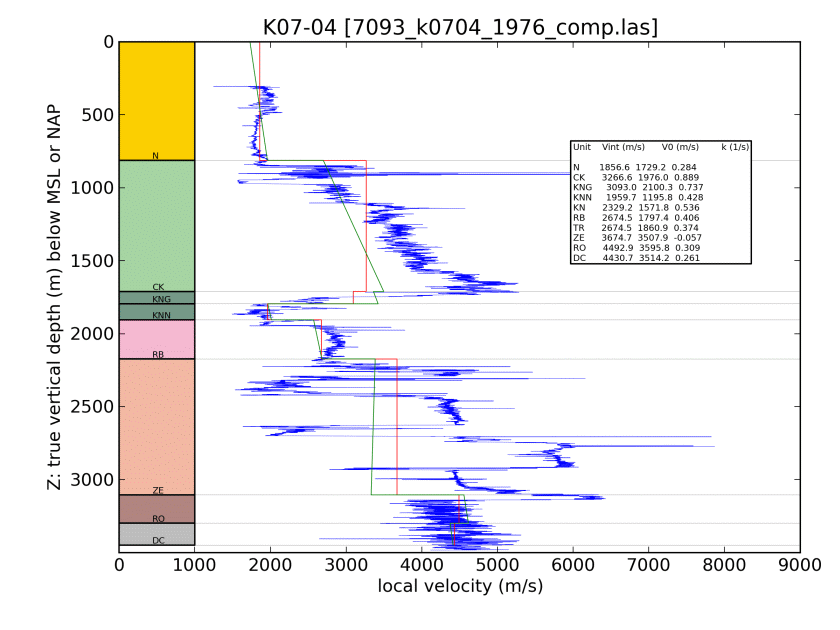 K07-04 [7093_k0704_1976_comp.las]
Z: true vertical depth (m) below MSL or NAP
0
500
1000
1500
2000
2500
3000
N
CK
KNG
KNN
RB
ZE
RO
DC
Unit Vint (m/s) V0 (m/s) k (1/s)
N 1856.6 1729.2 0.284
CK 3266.6 1976.0 0.889
KNG 3093.0 2100.3 0.737
KNN 1959.7 1195.8 0.428
KN 2329.2 1571.8 0.536
RB 2674.5 1797.4 0.406
TR 2674.5 1860.9 0.374
ZE 3674.7 3507.9 -0.057
RO 4492.9 3595.8 0.309
DC 4430.7 3514.2 0.261
0 1000 2000 3000 4000 5000 6000 7000 8000 9000
local velocity (m/s)